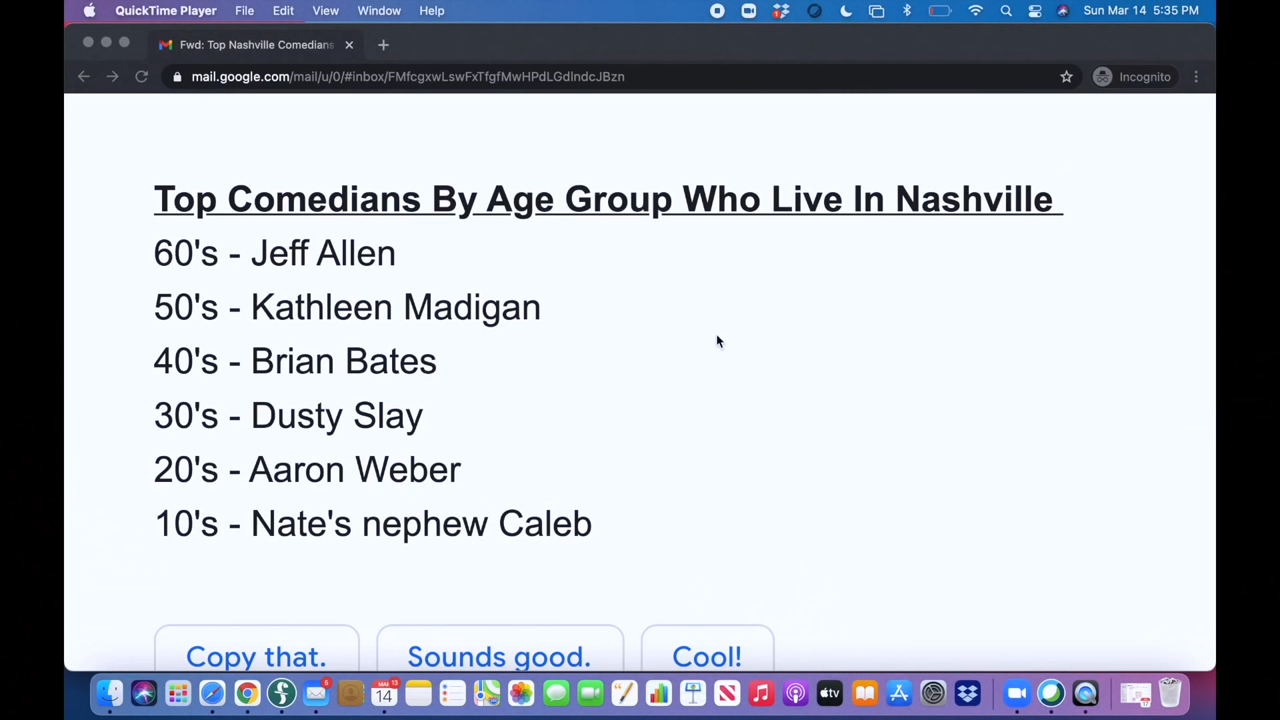 QuickTime Player File Edit View Window Help Sun Mar 14 5:35 PM
Fwd: Top Nashville Comedians
mail.google.com/mail/u/0/#inbox/FMfcgxwLswFxTfgfMwHPdLGdlndcJBzn Incognito
Top Comedians By Age Group Who Live In Nashville
60's - Jeff Allen
50's - Kathleen Madigan
40's - Brian Bates
30's - Dusty Slay
20's - Aaron Weber
10's - Nate's nephew Caleb
Copy that. Sounds good. Cool!
6 14 tv